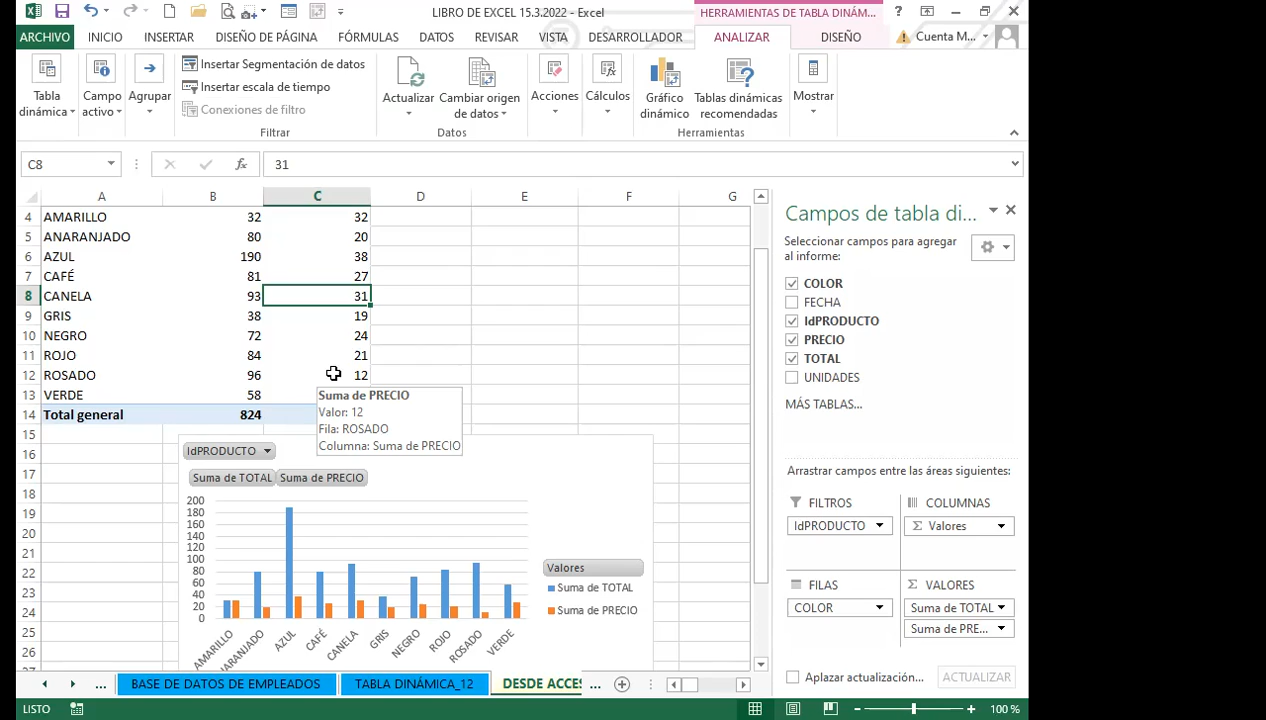 LIBRO DE EXCEL 15.3.2022 - Excel
HERRAMIENTAS DE TABLA DINÁM...
ARCHIVO INICIO INSERTAR DISEÑO DE PÁGINA FÓRMULAS DATOS REVISAR VISTA DESARROLLADOR ANALIZAR DISEÑO Cuenta M...
Tabla dinámica
Campo activo
Agrupar
Insertar Segmentación de datos
Insertar escala de tiempo
Conexiones de filtro
Filtrar
Actualizar
Cambiar origen de datos
Datos
Acciones
Cálculos
Gráfico dinámico
Tablas dinámicas recomendadas
Herramientas
Mostrar
C8 fx 31
A B C D E F G
4 AMARILLO 32 32
5 ANARANJADO 80 20
6 AZUL 190 38
7 CAFÉ 81 27
8 CANELA 93 31
9 GRIS 38 19
10 NEGRO 72 24
11 ROJO 84 21
12 ROSADO 96 12
13 VERDE 58
14 Total general 824
15
16
17
18
19
20
21
22
23
24
25
26
Suma de PRECIO
Valor: 12
Fila: ROSADO
Columna: Suma de PRECIO
IdPRODUCTO
Suma de TOTAL Suma de PRECIO
200
180
160
140
120
100
80
60
40
20
0
AMARILLO
AZUL
CAFÉ
CANELA
GRIS
NEGRO
ROJO
ROSADO
VERDE
Valores
Suma de TOTAL
Suma de PRECIO
Campos de tabla di...
Seleccionar campos para agregar
al informe:
COLOR
FECHA
IdPRODUCTO
PRECIO
TOTAL
UNIDADES
MÁS TABLAS...
Arrastrar campos entre las áreas siguientes:
FILTROS COLUMNAS
IdPRODUCTO Σ Valores
FILAS Σ VALORES
COLOR Suma de TOTAL
Suma de PRE...
Aplazar actualización... ACTUALIZAR
... BASE DE DATOS DE EMPLEADOS TABLA DINÁMICA_12 DESDE ACCES ...
LISTO 100 %